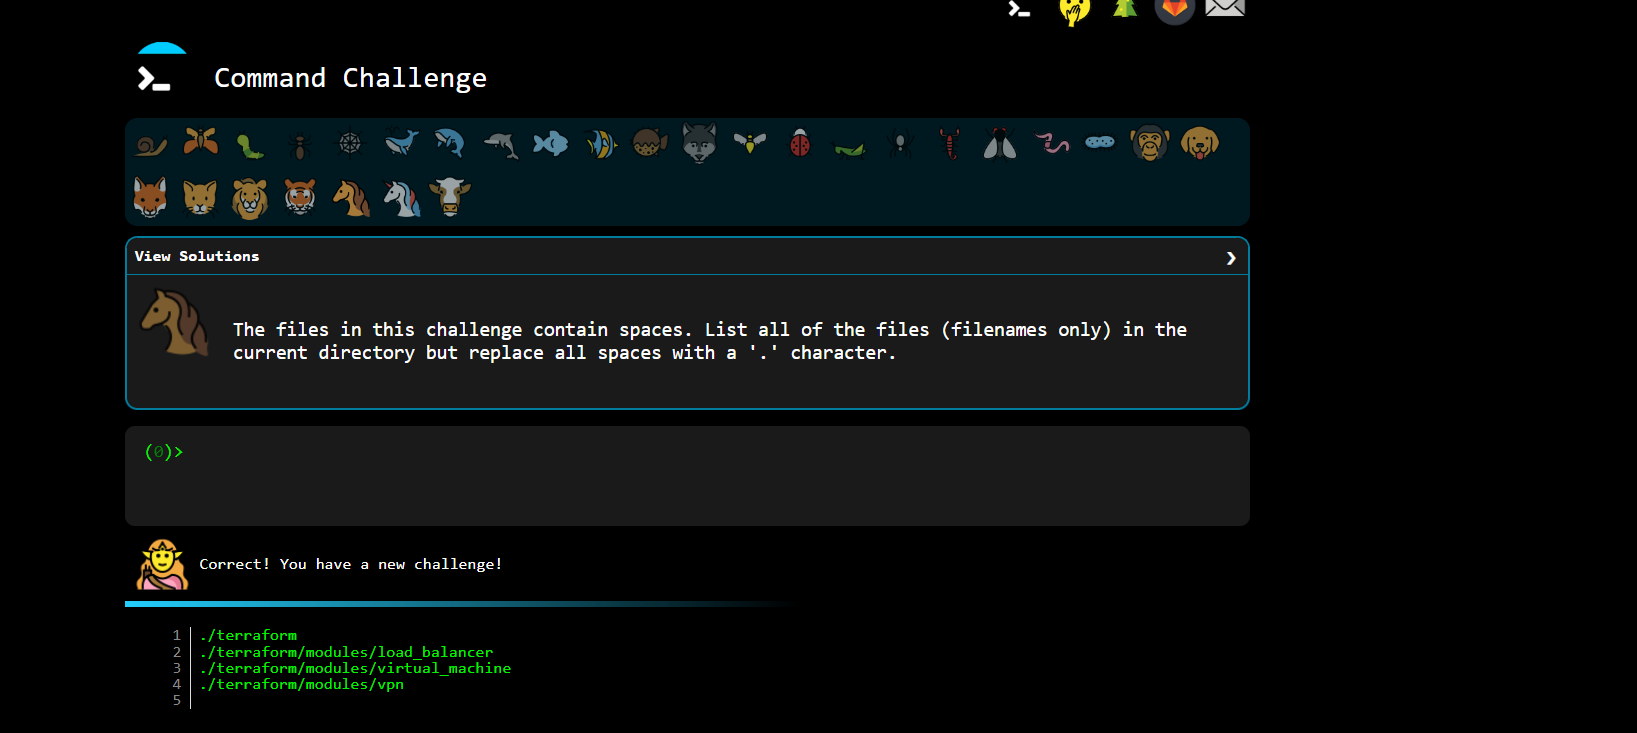 Command Challenge
View Solutions
The files in this challenge contain spaces. List all of the files (filenames only) in the
current directory but replace all spaces with a '.' character.
(0)>
Correct! You have a new challenge!
1 ./terraform
2 ./terraform/modules/load_balancer
3 ./terraform/modules/virtual_machine
4 ./terraform/modules/vpn
5